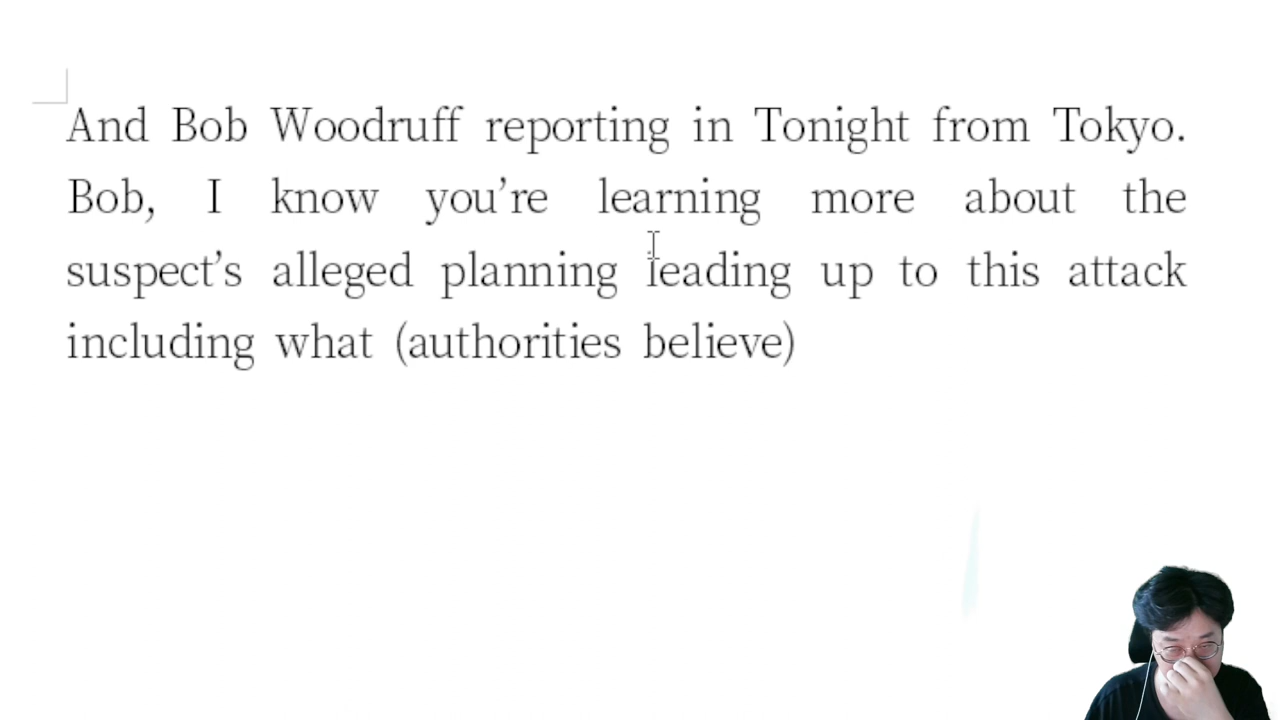 And Bob Woodruff reporting in Tonight from Tokyo.
Bob, I know you’re learning more about the
suspect’s alleged planning leading up to this attack
including what (authorities believe)